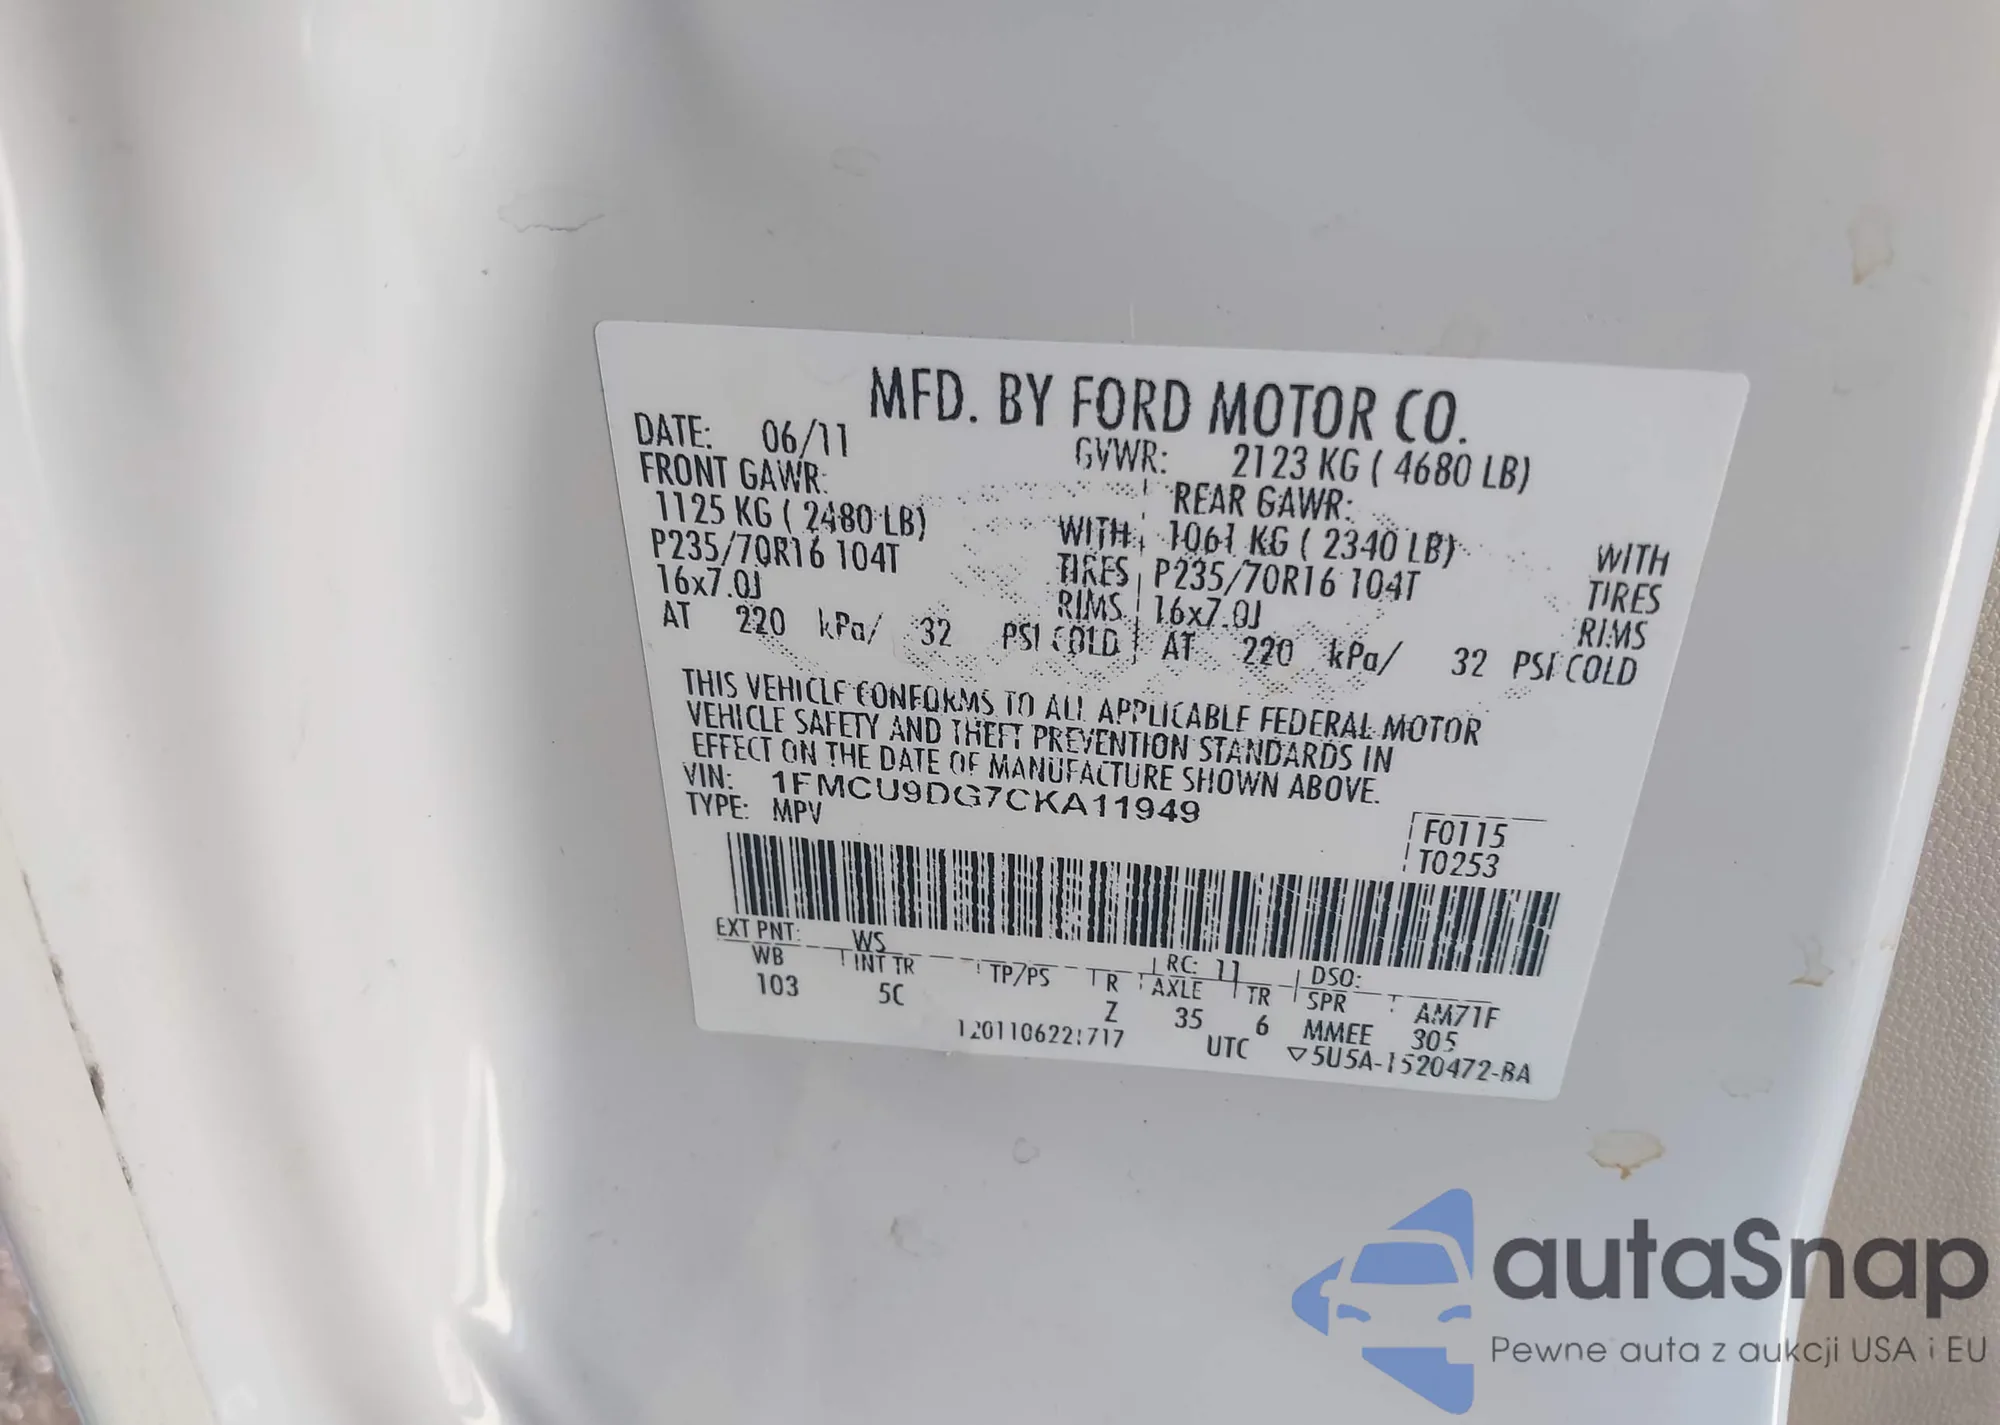 MFD. BY FORD MOTOR CO.
DATE: 06/11 GVWR: 2123 KG ( 4680 LB)
FRONT GAWR: REAR GAWR:
1125 KG ( 2480 LB) WITH 1061 KG ( 2340 LB) WITH
P235/70R16 104T TIRES P235/70R16 104T TIRES
16x7.0J RIMS 16x7.0J RIMS
AT 220 kPa/ 32 PSI COLD AT 220 kPa/ 32 PSI COLD
THIS VEHICLE CONFORMS TO ALL APPLICABLE FEDERAL MOTOR
VEHICLE SAFETY AND THEFT PREVENTION STANDARDS IN
EFFECT ON THE DATE OF MANUFACTURE SHOWN ABOVE.
VIN: 1FMCU9DG7CKA11949
TYPE: MPV
F0115
T0253
EXT PNT: WS RC: 11 DSO:
WB INT TR TP/PS R AXLE TR SPR AM71F
103 5C Z 35 6 MMEE 305
UTC ▽5U5A-1520472-BA
autaSnap
Pewne auta z aukcji USA i EU